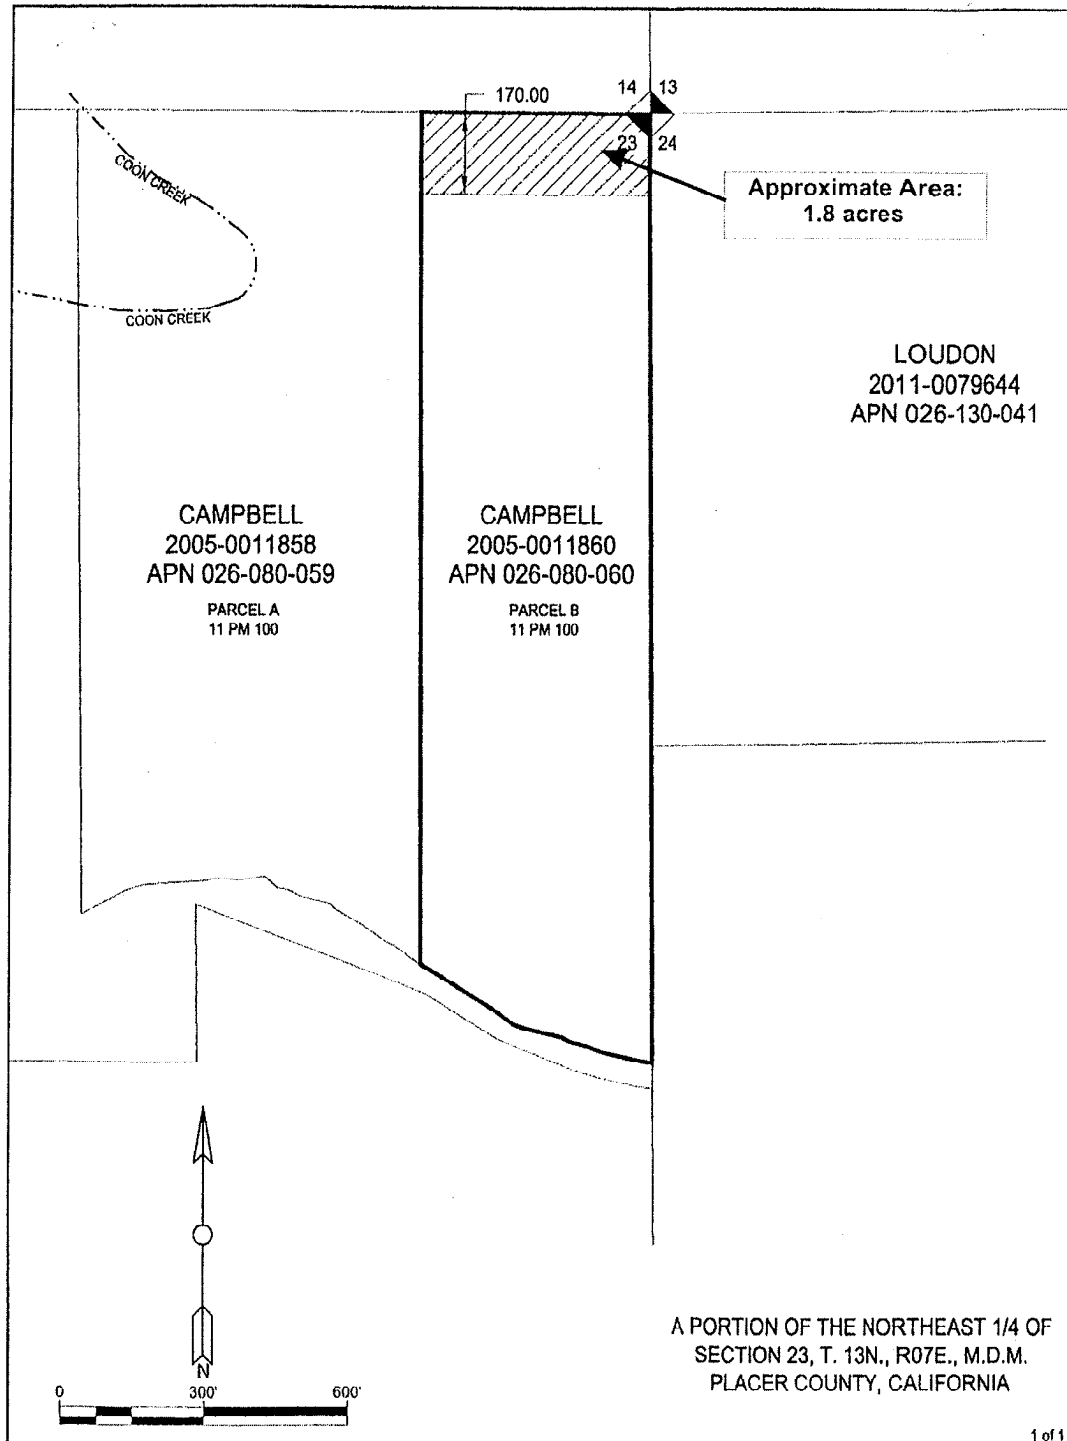 14 13
170.00
23 24
COON CREEK
Approximate Area:
1.8 acres
COON CREEK
LOUDON
2011-0079644
APN 026-130-041
CAMPBELL
2005-0011858
APN 026-080-059
PARCEL A
11 PM 100
CAMPBELL
2005-0011860
APN 026-080-060
PARCEL B
11 PM 100
N
0 300' 600'
A PORTION OF THE NORTHEAST 1/4 OF
SECTION 23, T. 13N., R07E., M.D.M.
PLACER COUNTY, CALIFORNIA
1 of 1